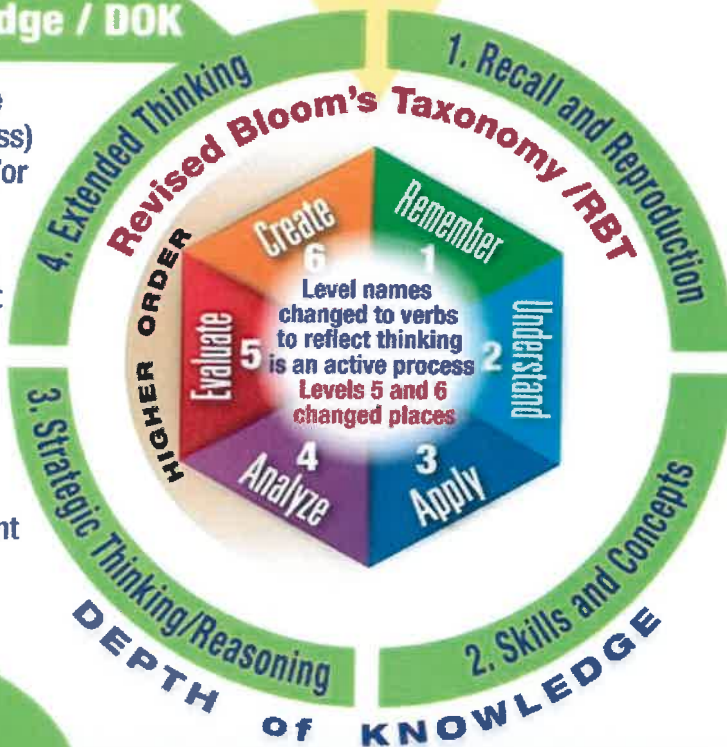 dge / DOK
ss)
or
nt
1. Recall and Reproduction
2. Skills and Concepts
3. Strategic Thinking/Reasoning
4. Extended Thinking
Revised Bloom's Taxonomy /RBT
HIGHER ORDER
Remember
1
Understand
2
Apply
3
Analyze
4
Evaluate
5
Create
6
Level names
changed to verbs
to reflect thinking
is an active process
Levels 5 and 6
changed places
DEPTH of KNOWLEDGE